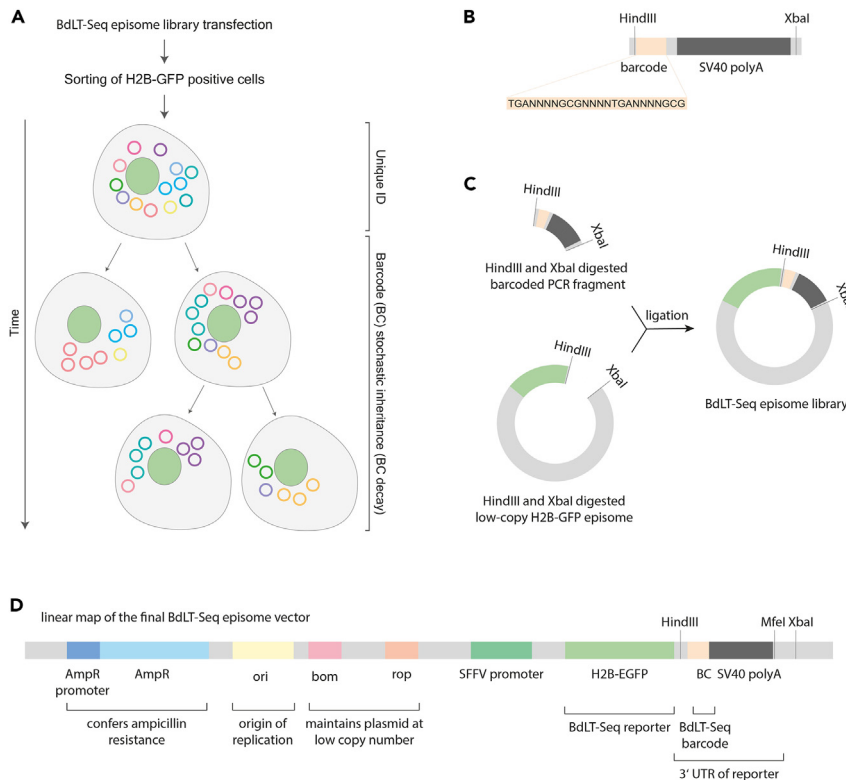 A
BdLT-Seq episome library transfection
Sorting of H2B-GFP positive cells
Time
Unique ID
Barcode (BC) stochastic inheritance (BC decay)
B
HindIII
XbaI
barcode
SV40 polyA
TGANNNNGCGNNNNTGANNNNGCG
C
HindIII
XbaI
HindIII and XbaI digested
barcoded PCR fragment
ligation
HindIII
XbaI
HindIII and XbaI digested
low-copy H2B-GFP episome
HindIII
XbaI
BdLT-Seq episome library
D
linear map of the final BdLT-Seq episome vector
HindIII
MfeI XbaI
AmpR
promoter
AmpR
ori
bom
rop
SFFV promoter
H2B-EGFP
BC
SV40 polyA
confers ampicillin
resistance
origin of
replication
maintains plasmid at
low copy number
BdLT-Seq reporter
BdLT-Seq
barcode
3' UTR of reporter